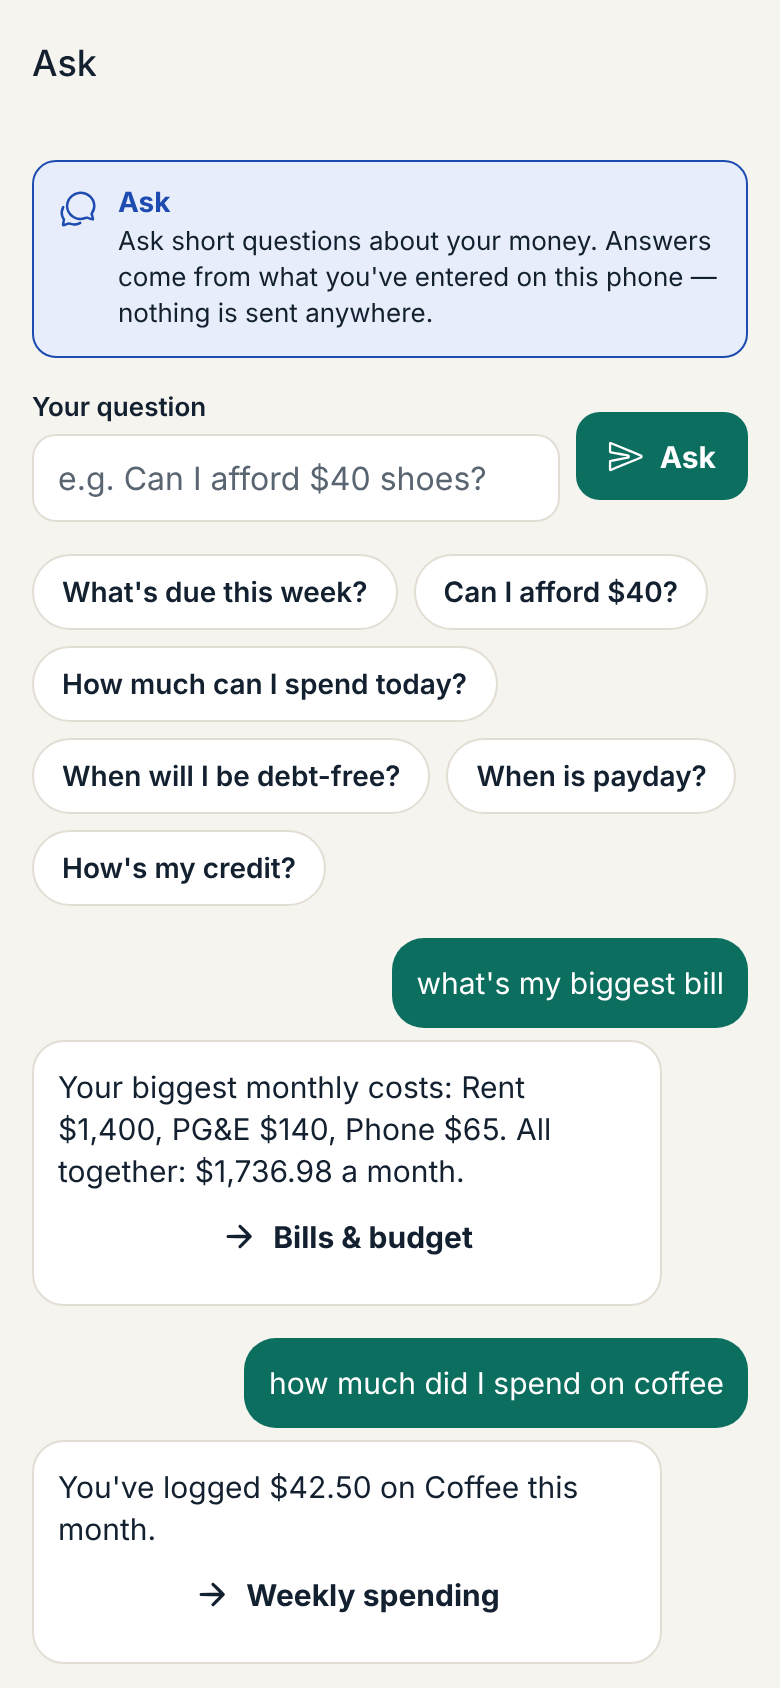 Ask
Ask
Ask short questions about your money. Answers
come from what you've entered on this phone —
nothing is sent anywhere.
Your question
e.g. Can I afford $40 shoes?
Ask
What's due this week?
Can I afford $40?
How much can I spend today?
When will I be debt-free?
When is payday?
How's my credit?
what's my biggest bill
Your biggest monthly costs: Rent
$1,400, PG&E $140, Phone $65. All
together: $1,736.98 a month.
→ Bills & budget
how much did I spend on coffee
You've logged $42.50 on Coffee this
month.
→ Weekly spending